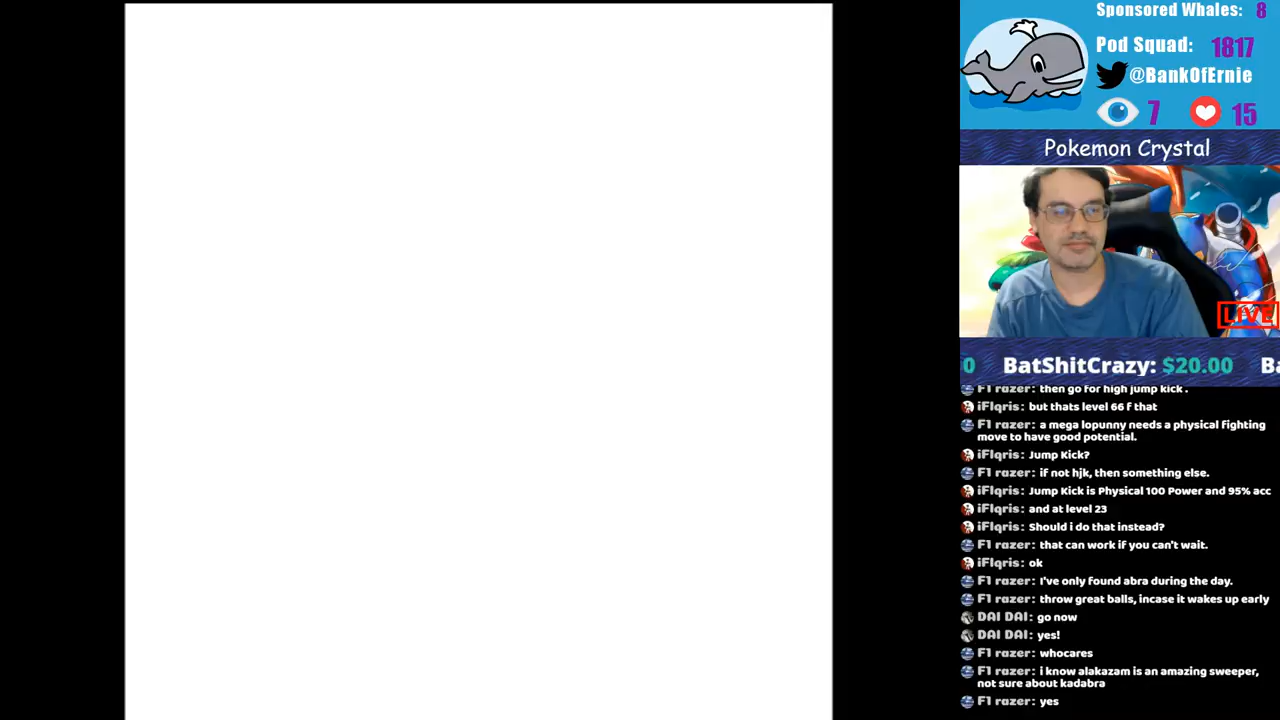 Sponsored Whales: 8
Pod Squad: 1817
@BankOfErnie
7 15
Pokemon Crystal
LIVE
0 BatShitCrazy: $20.00 Ba
F1 razer: then go for high jump kick .
iFlqris: but thats level 66 f that
F1 razer: a mega lopunny needs a physical fighting
move to have good potential.
iFlqris: Jump Kick?
F1 razer: if not hjk, then something else.
iFlqris: Jump Kick is Physical 100 Power and 95% acc
iFlqris: and at level 23
iFlqris: Should i do that instead?
F1 razer: that can work if you can't wait.
iFlqris: ok
F1 razer: I've only found abra during the day.
F1 razer: throw great balls, incase it wakes up early
DAI DAI: go now
DAI DAI: yes!
F1 razer: whocares
F1 razer: i know alakazam is an amazing sweeper,
not sure about kadabra
F1 razer: yes